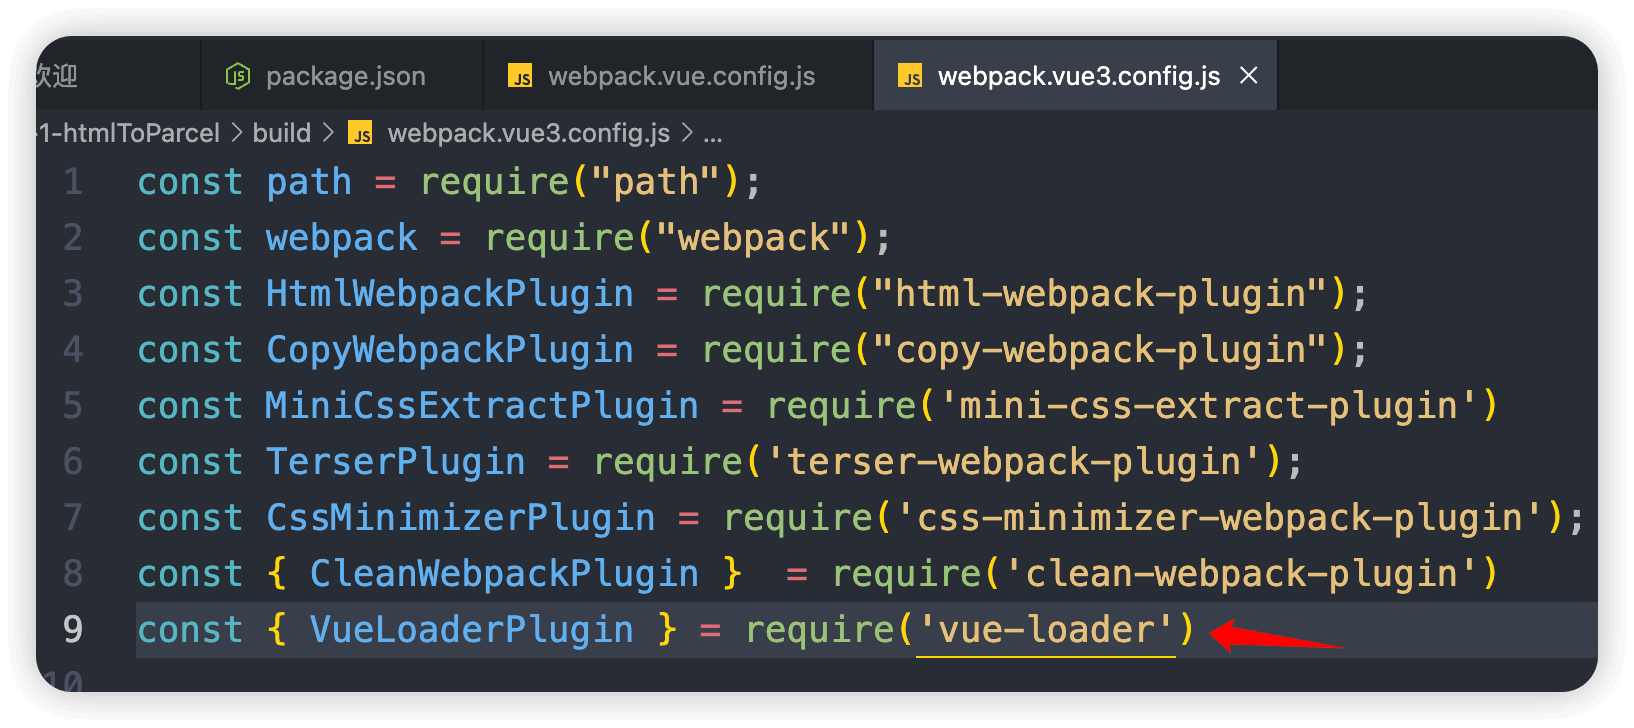 欢迎 package.json JS webpack.vue.config.js JS webpack.vue3.config.js ×
-1-htmlToParcel > build > JS webpack.vue3.config.js > ...
1 const path = require("path");
2 const webpack = require("webpack");
3 const HtmlWebpackPlugin = require("html-webpack-plugin");
4 const CopyWebpackPlugin = require("copy-webpack-plugin");
5 const MiniCssExtractPlugin = require('mini-css-extract-plugin')
6 const TerserPlugin = require('terser-webpack-plugin');
7 const CssMinimizerPlugin = require('css-minimizer-webpack-plugin');
8 const { CleanWebpackPlugin }  = require('clean-webpack-plugin')
9 const { VueLoaderPlugin } = require('vue-loader')
10